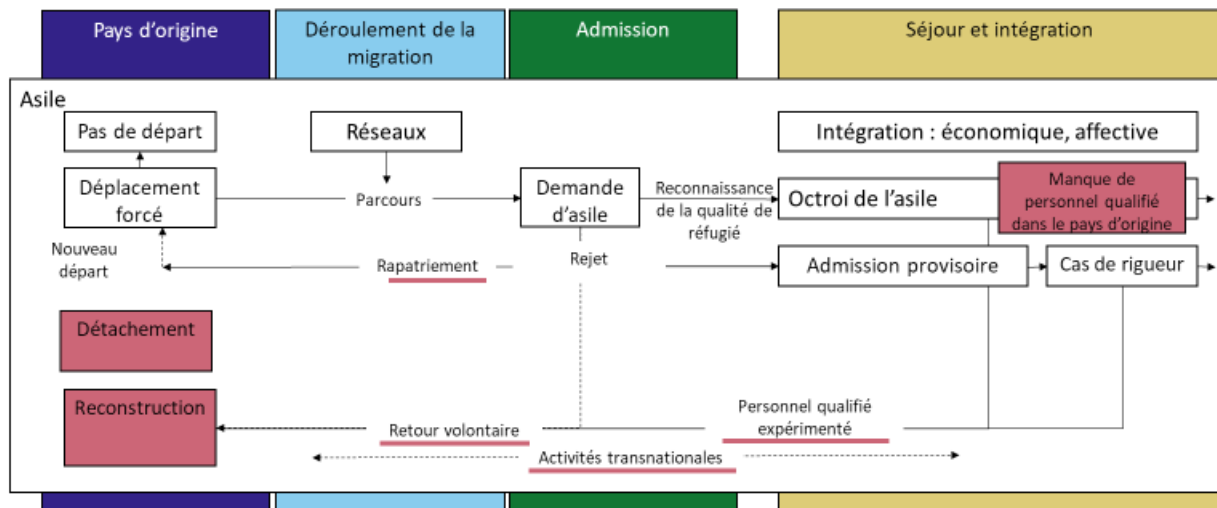 Pays d'origine
Déroulement de la
migration
Admission
Séjour et intégration
Asile
Pas de départ
Réseaux
Intégration : économique, affective
Déplacement
forcé
Parcours
Demande
d'asile
Reconnaissance
de la qualité de
réfugié
Octroi de l'asile
Manque de
personnel qualifié
dans le pays d'origine
Nouveau
départ
Rapatriement
Rejet
Admission provisoire
Cas de rigueur
Détachement
Reconstruction
Retour volontaire
Personnel qualifié
expérimenté
Activités transnationales